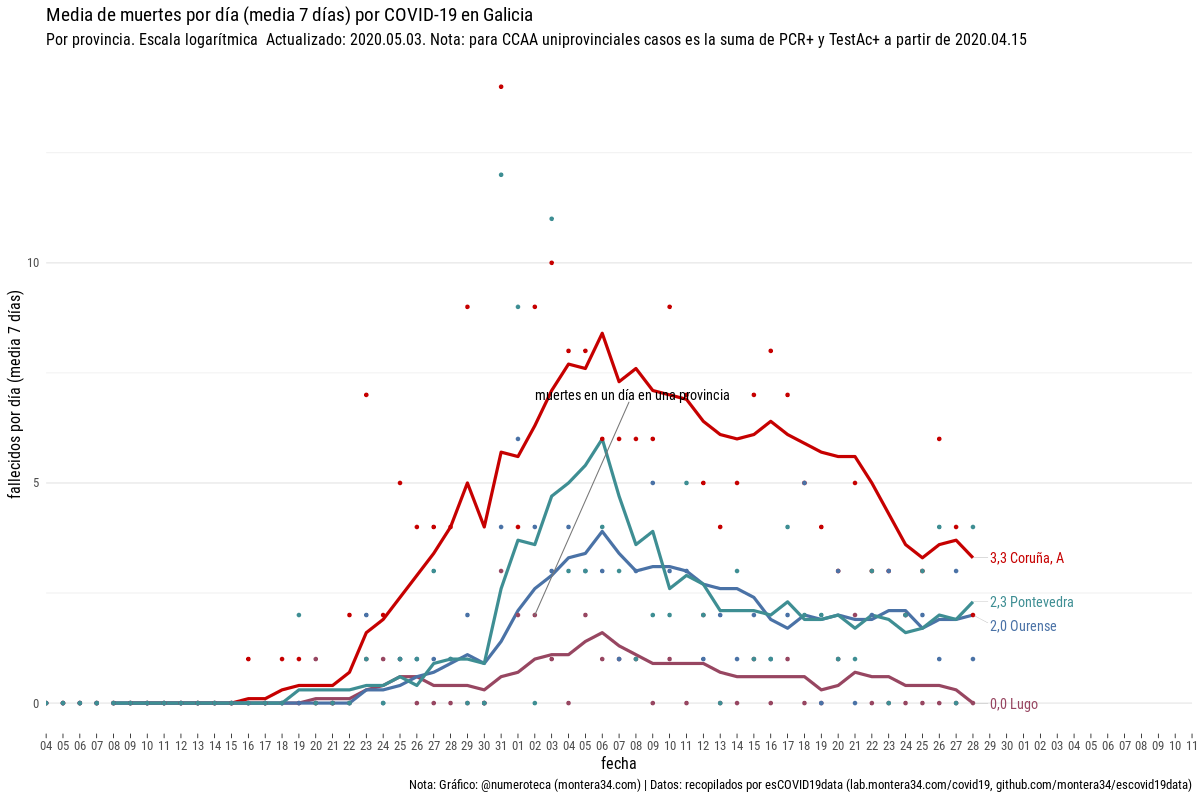 Media de muertes por día (media 7 días) por COVID-19 en Galicia
Por provincia. Escala logarítmica  Actualizado: 2020.05.03. Nota: para CCAA uniprovinciales casos es la suma de PCR+ y TestAc+ a partir de 2020.04.15
fallecidos por día (media 7 días)
10
5
0
muertes en un día en una provincia
3,3 Coruña, A
2,3 Pontevedra
2,0 Ourense
0,0 Lugo
04 05 06 07 08 09 10 11 12 13 14 15 16 17 18 19 20 21 22 23 24 25 26 27 28 29 30 31 01 02 03 04 05 06 07 08 09 10 11 12 13 14 15 16 17 18 19 20 21 22 23 24 25 26 27 28 29 30 01 02 03 04 05 06 07 08 09 10 11
fecha
Nota: Gráfico: @numeroteca (montera34.com) | Datos: recopilados por esCOVID19data (lab.montera34.com/covid19, github.com/montera34/escovid19data)